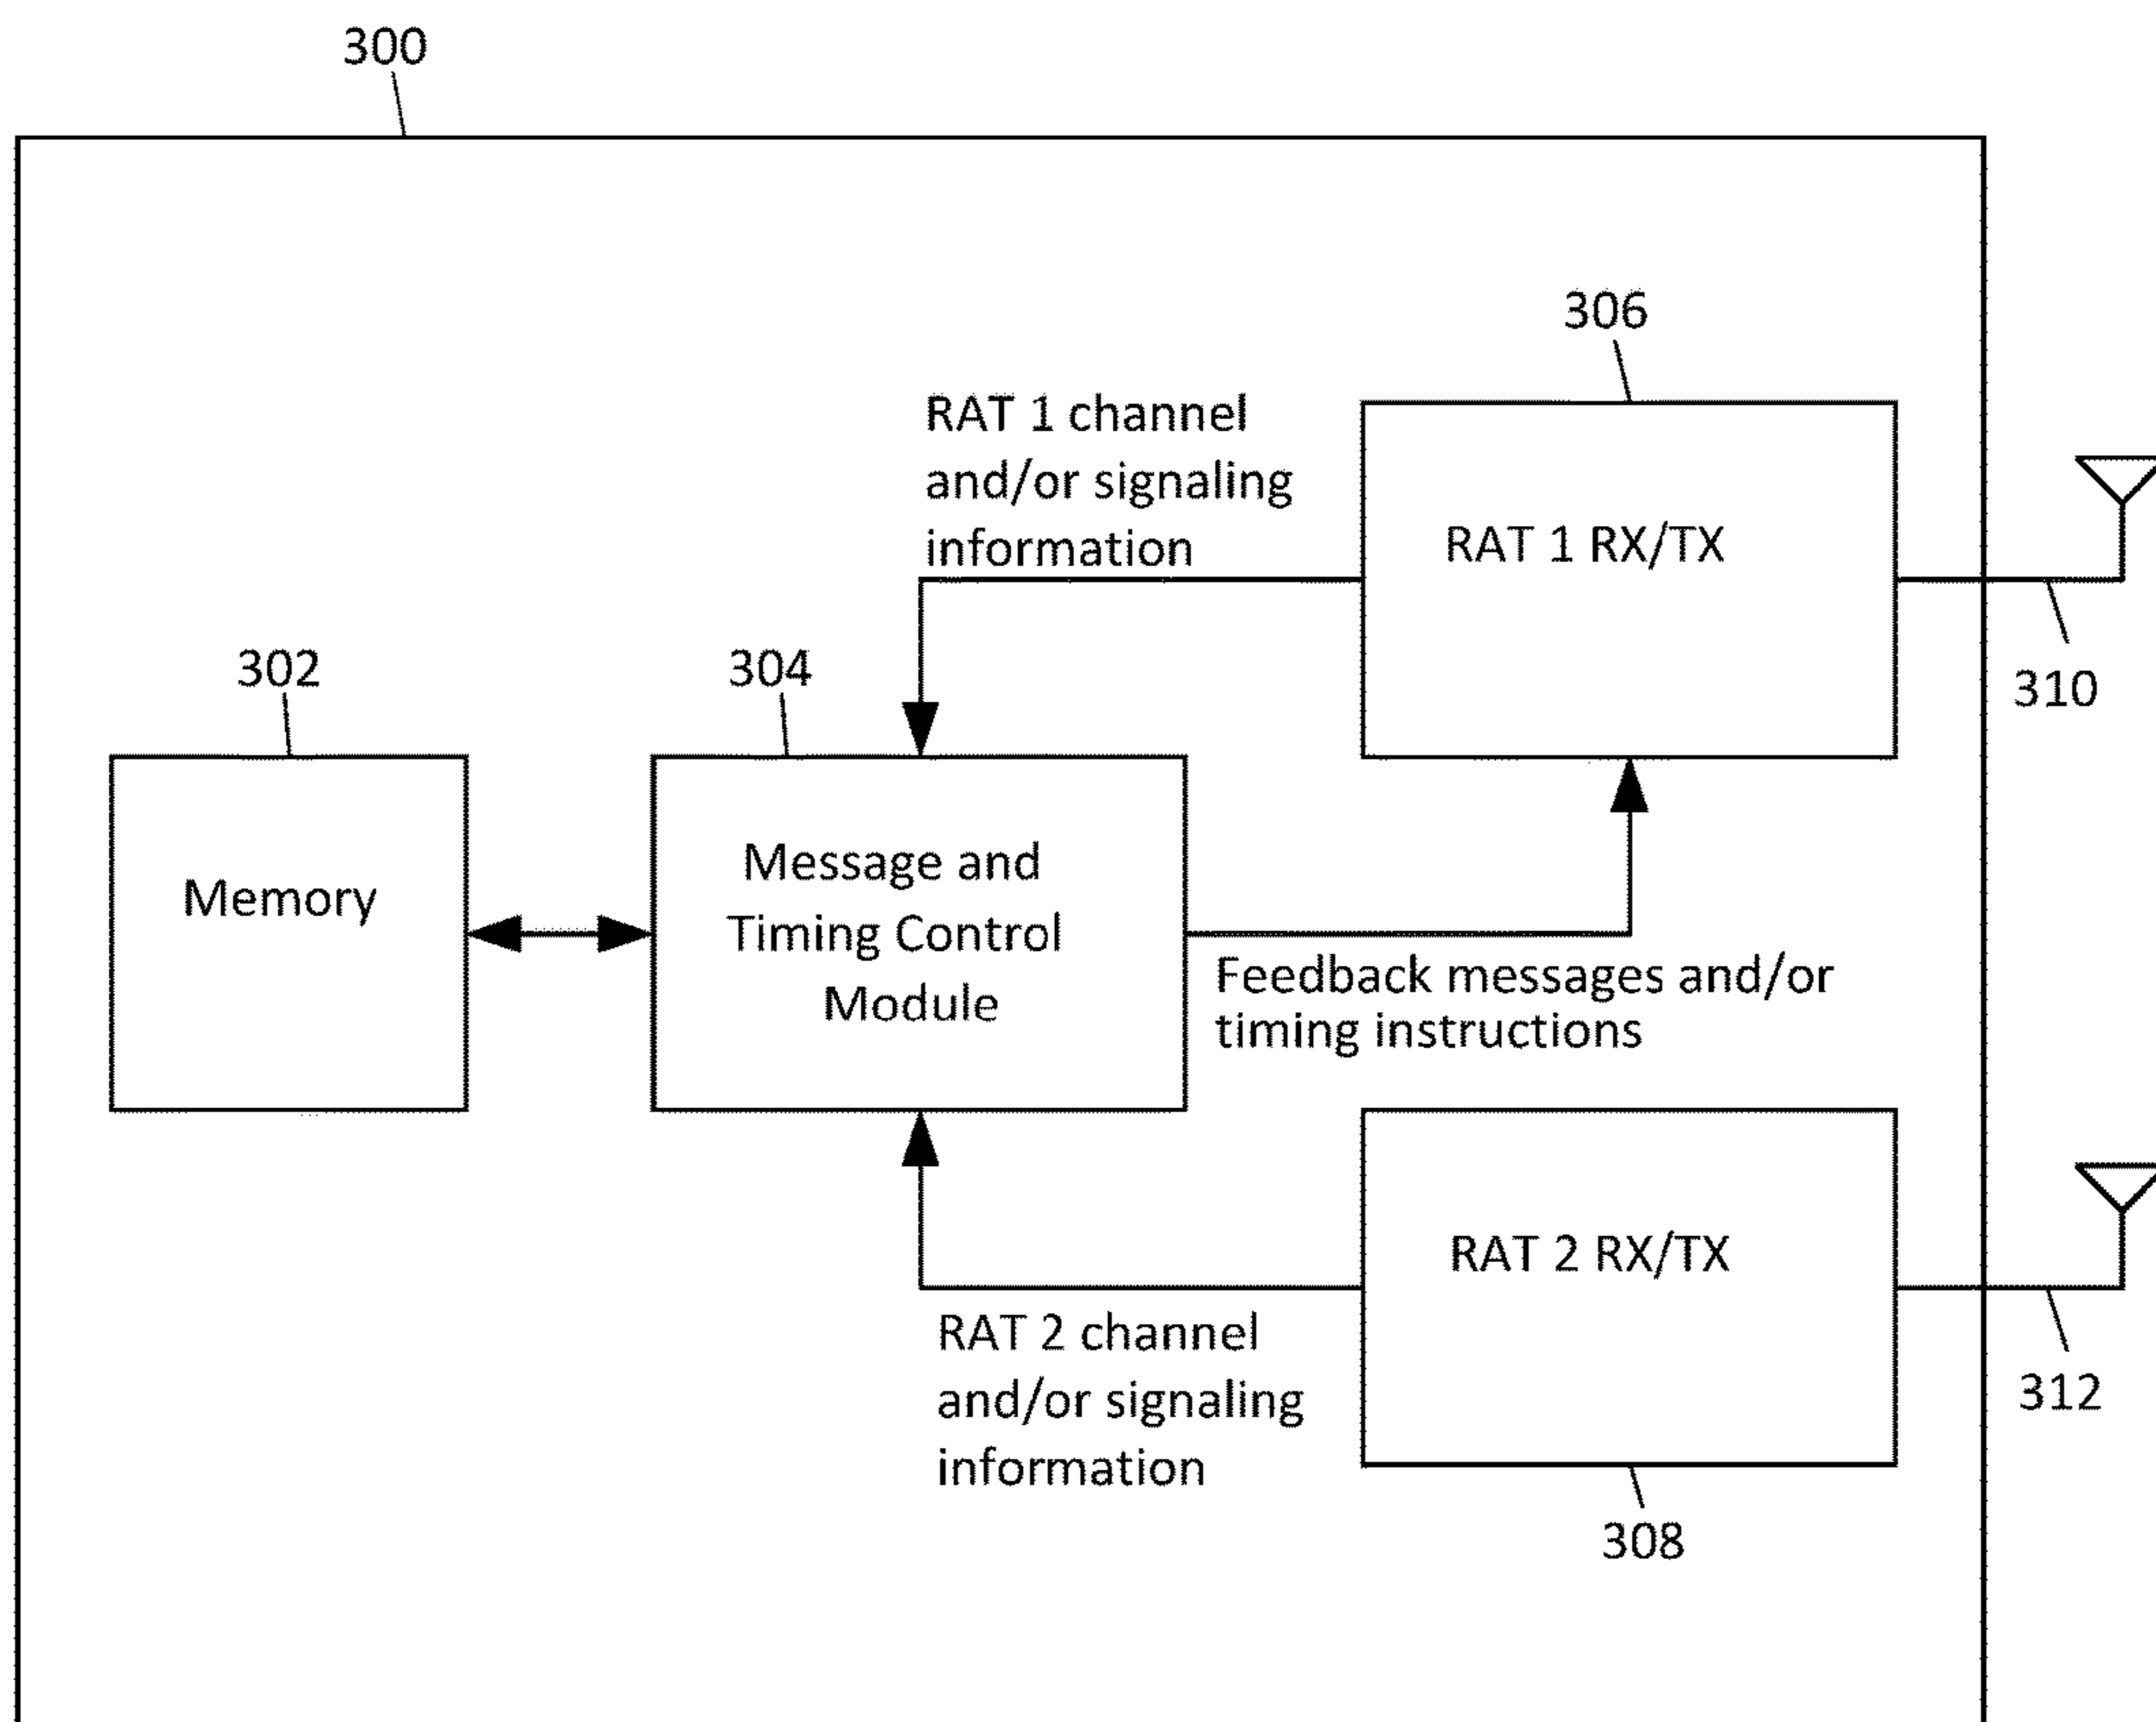 300
306
RAT 1 channel
and/or signaling
information
RAT 1 RX/TX
310
302
304
Memory
Message and
Timing Control
Module
Feedback messages and/or
timing instructions
RAT 2 RX/TX
RAT 2 channel
and/or signaling
information
312
308